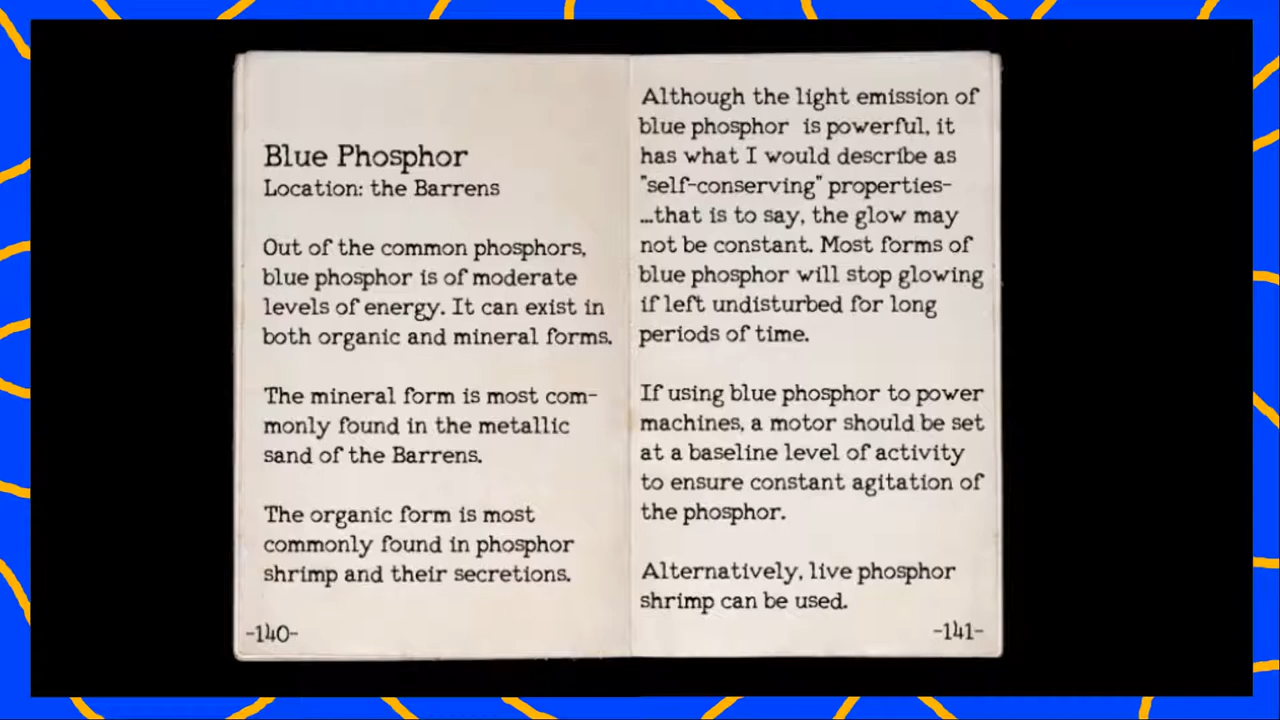 Blue Phosphor
Location: the Barrens
Out of the common phosphors,
blue phosphor is of moderate
levels of energy. It can exist in
both organic and mineral forms.
The mineral form is most com-
monly found in the metallic
sand of the Barrens.
The organic form is most
commonly found in phosphor
shrimp and their secretions.
-140-
Although the light emission of
blue phosphor is powerful, it
has what I would describe as
"self-conserving" properties-
...that is to say, the glow may
not be constant. Most forms of
blue phosphor will stop glowing
if left undisturbed for long
periods of time.
If using blue phosphor to power
machines, a motor should be set
at a baseline level of activity
to ensure constant agitation of
the phosphor.
Alternatively, live phosphor
shrimp can be used.
-141-